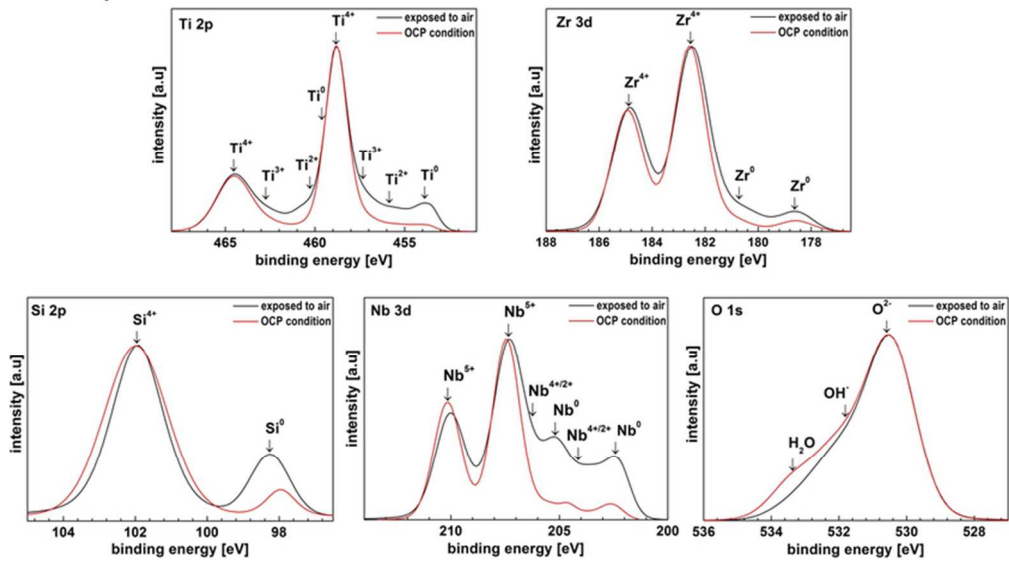 Ti 2p
Ti⁴⁺
exposed to air
OCP condition
Ti⁰
Ti⁴⁺
Ti³⁺
Ti²⁺
Ti³⁺
Ti²⁺
Ti⁰
intensity [a.u]
465
460
455
binding energy [eV]
Zr 3d
Zr⁴⁺
exposed to air
OCP condition
Zr⁴⁺
Zr⁰
Zr⁰
intensity [a.u]
188
186
184
182
180
178
binding energy [eV]
Si 2p
exposed to air
OCP condition
Si⁴⁺
Si⁰
intensity [a.u]
104
102
100
98
binding energy [eV]
Nb 3d
exposed to air
OCP condition
Nb⁵⁺
Nb⁵⁺
Nb⁴⁺/²⁺
Nb⁰
Nb⁴⁺/²⁺
Nb⁰
intensity [a.u]
210
205
200
binding energy [eV]
O 1s
exposed to air
OCP condition
O²⁻
OH⁻
H₂O
intensity [a.u]
536
534
532
530
528
binding energy [eV]